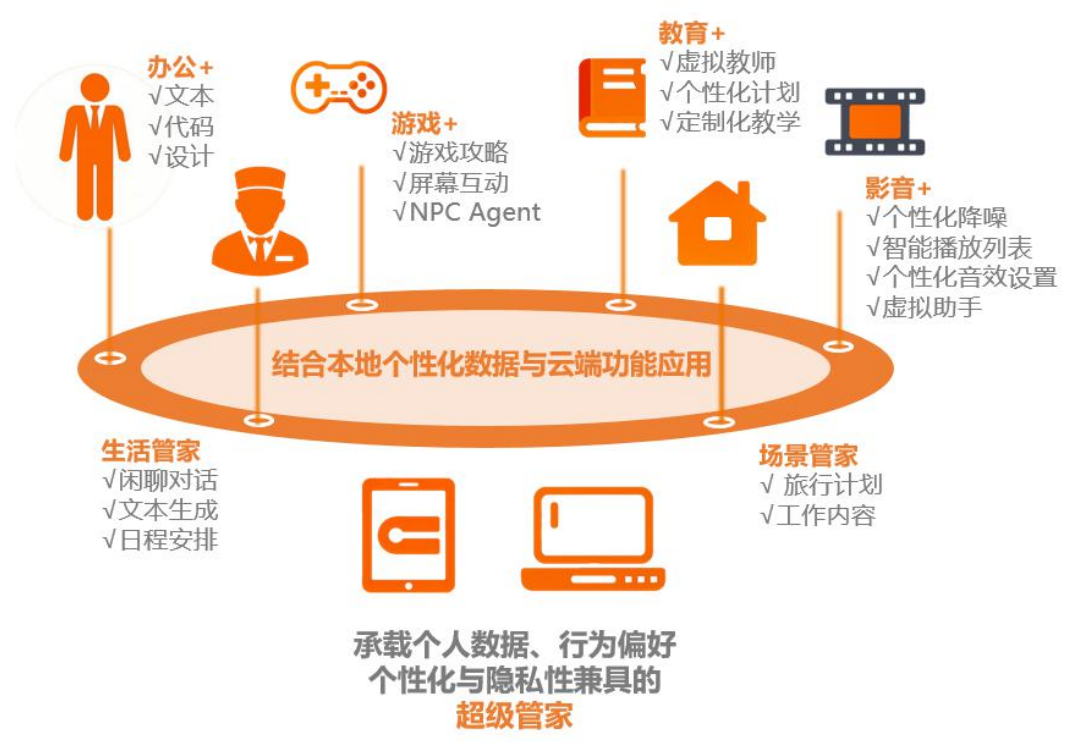 办公+
√文本
√代码
√设计
游戏+
√游戏攻略
√屏幕互动
√NPC Agent
教育+
√虚拟教师
√个性化计划
√定制化教学
影音+
√个性化降噪
√智能播放列表
√个性化音效设置
√虚拟助手
结合本地个性化数据与云端功能应用
生活管家
√闲聊对话
√文本生成
√日程安排
场景管家
√ 旅行计划
√工作内容
承载个人数据、行为偏好
个性化与隐私性兼具的
超级管家